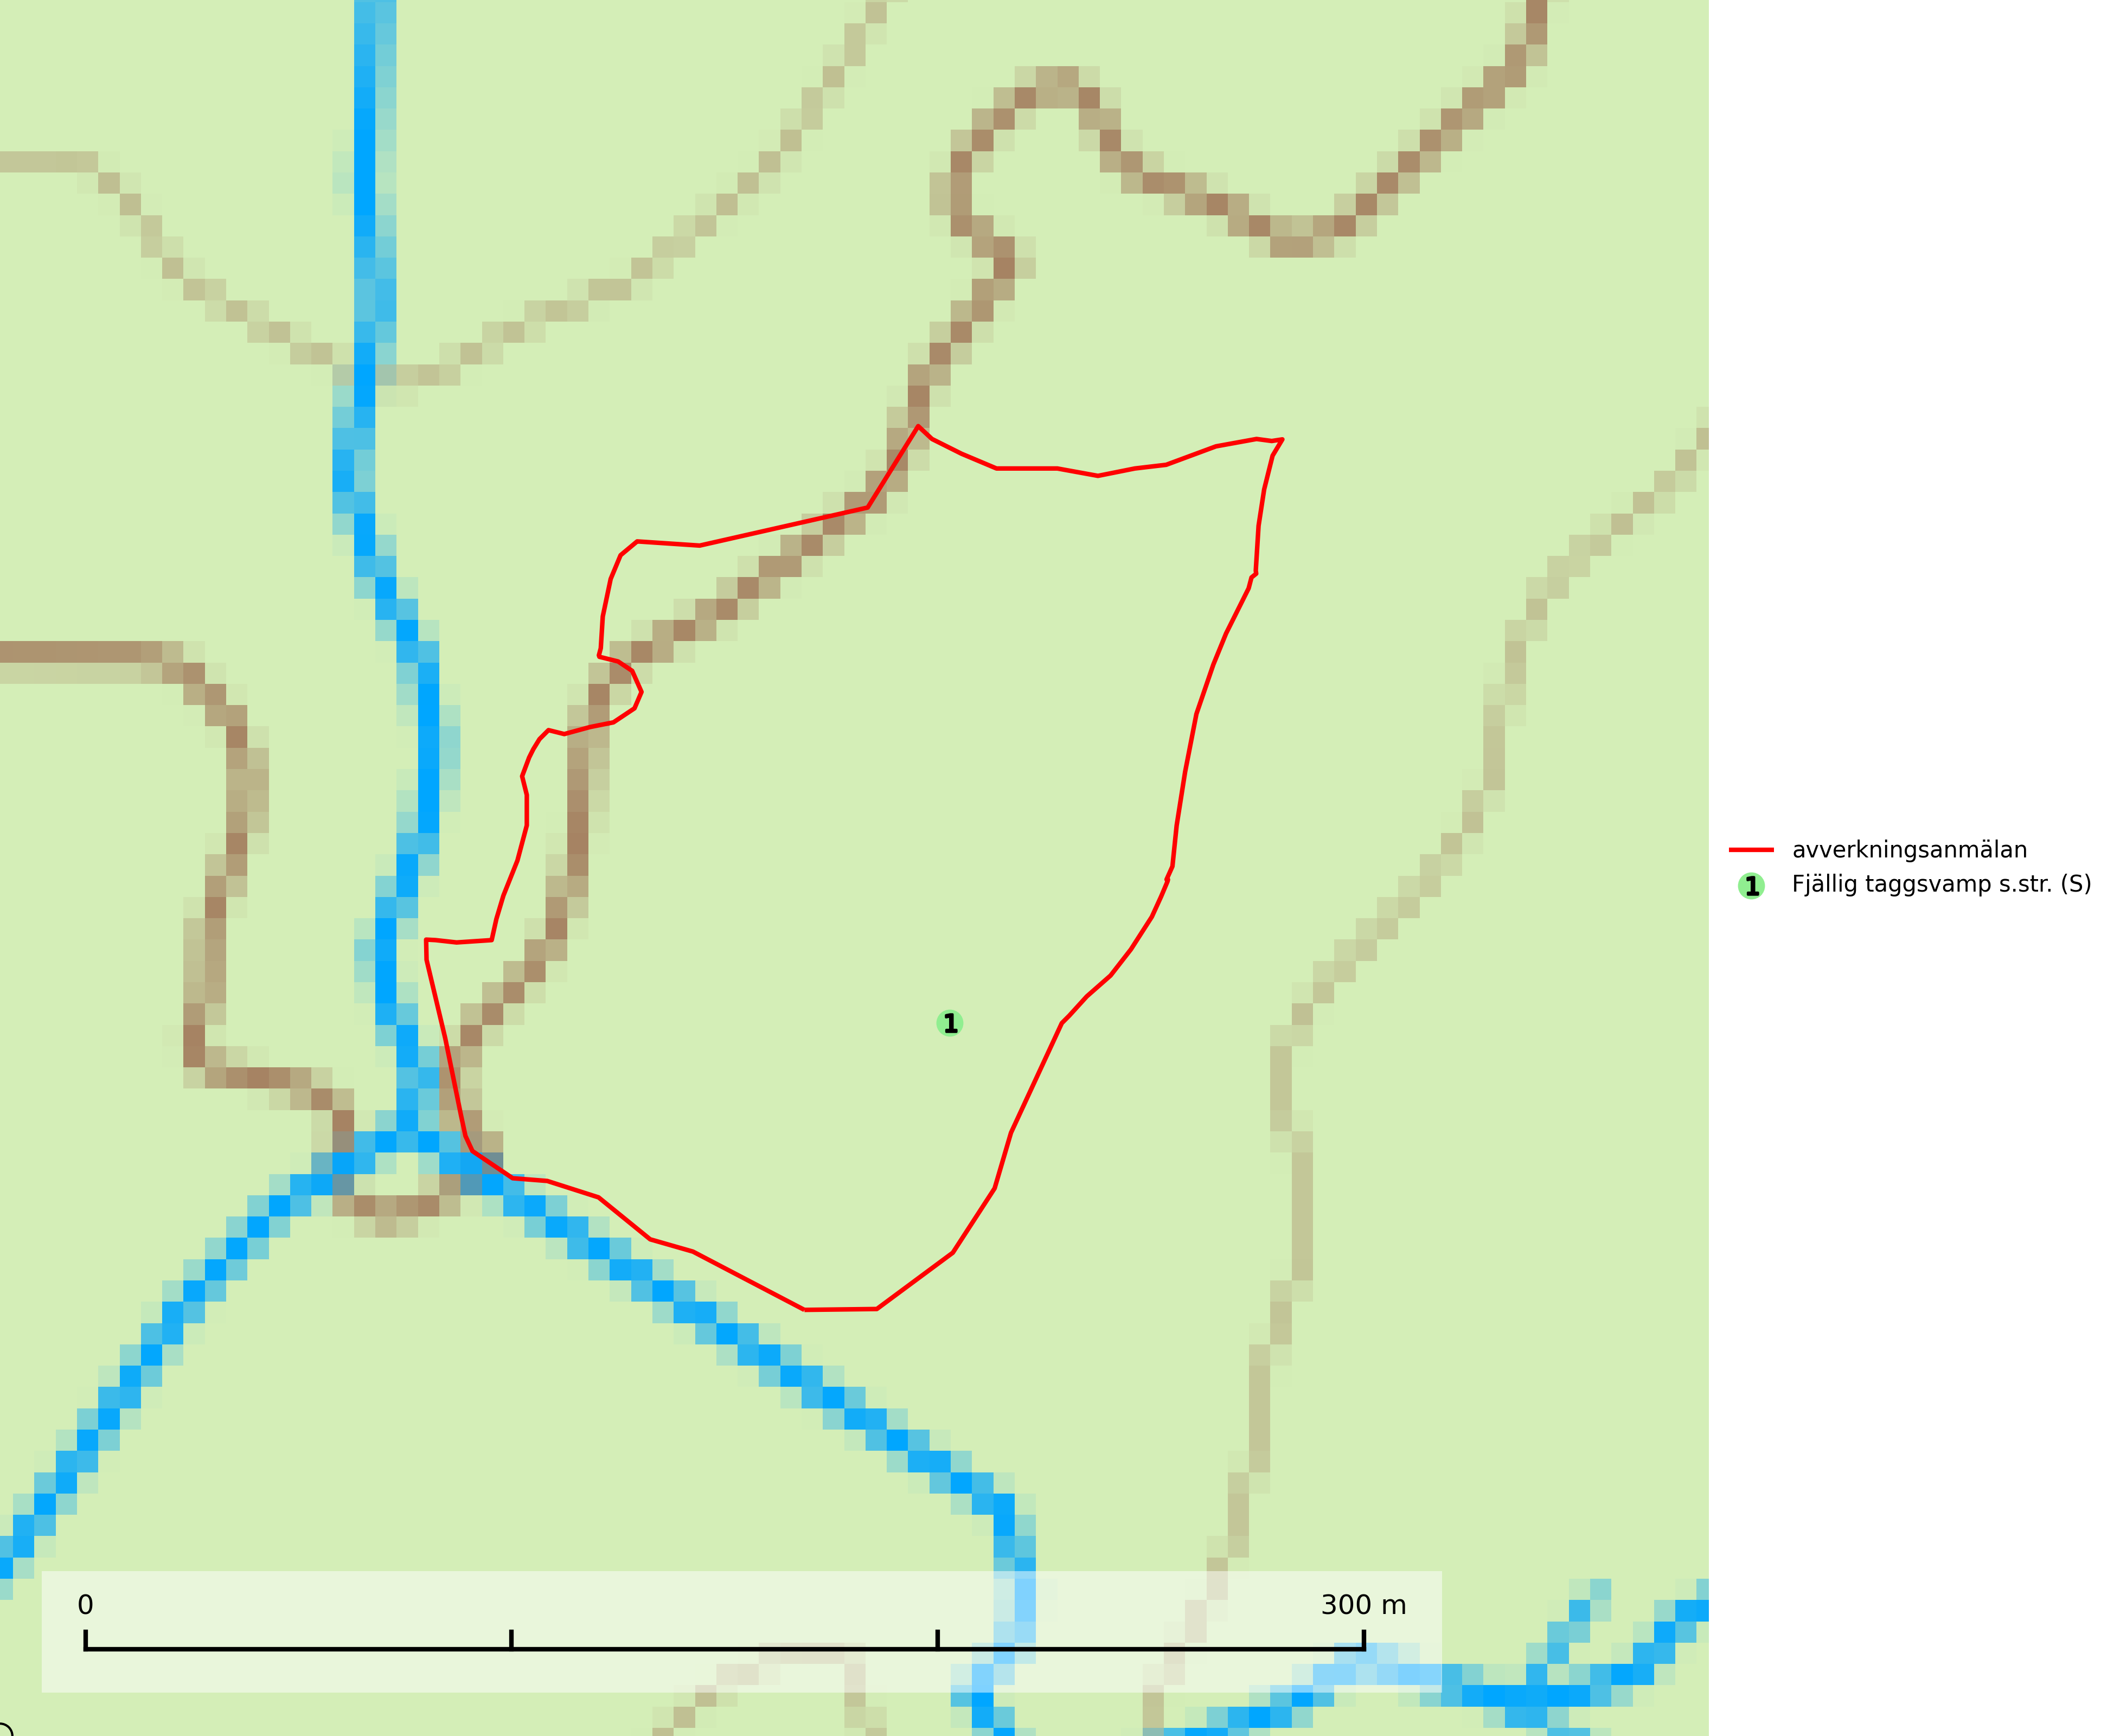 1
avverkningsanmälan
1 Fjällig taggsvamp s.str. (S)
0 300 m